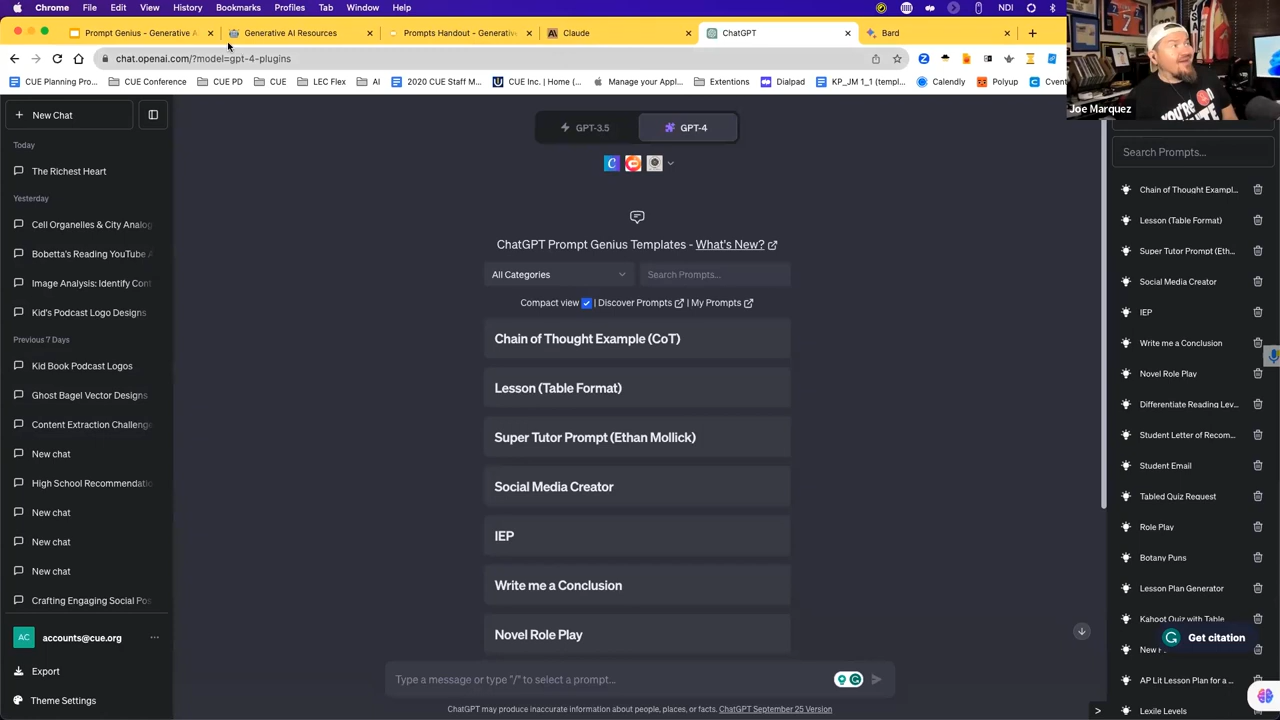 Chrome File Edit View History Bookmarks Profiles Tab Window Help NDI
Prompt Genius - Generative A
Generative AI Resources
Prompts Handout - Generative
Claude
ChatGPT
Bard
chat.openai.com/?model=gpt-4-plugins
CUE Planning Pro...
CUE Conference
CUE PD
CUE
LEC Flex
AI
2020 CUE Staff M...
CUE Inc. | Home (...
Manage your Appl...
Extentions
Dialpad
KP_JM 1_1 (templ...
Calendly
Polyup
Cvent
Joe Marquez
New Chat
Today
The Richest Heart
Yesterday
Cell Organelles & City Analog
Bobetta's Reading YouTube A
Image Analysis: Identify Cont
Kid's Podcast Logo Designs
Previous 7 Days
Kid Book Podcast Logos
Ghost Bagel Vector Designs
Content Extraction Challenge
New chat
High School Recommendatio
New chat
New chat
New chat
Crafting Engaging Social Pos
AC accounts@cue.org
Export
Theme Settings
GPT-3.5
GPT-4
ChatGPT Prompt Genius Templates - What's New?
All Categories
Search Prompts...
Compact view | Discover Prompts | My Prompts
Chain of Thought Example (CoT)
Lesson (Table Format)
Super Tutor Prompt (Ethan Mollick)
Social Media Creator
IEP
Write me a Conclusion
Novel Role Play
Type a message or type "/" to select a prompt...
ChatGPT may produce inaccurate information about people, places, or facts. ChatGPT September 25 Version
Search Prompts...
Chain of Thought Exampl...
Lesson (Table Format)
Super Tutor Prompt (Eth...
Social Media Creator
IEP
Write me a Conclusion
Novel Role Play
Differentiate Reading Lev...
Student Letter of Recom...
Student Email
Tabled Quiz Request
Role Play
Botany Puns
Lesson Plan Generator
Kahoot Quiz with Table
Get citation
AP Lit Lesson Plan for a ...
Lexile Levels